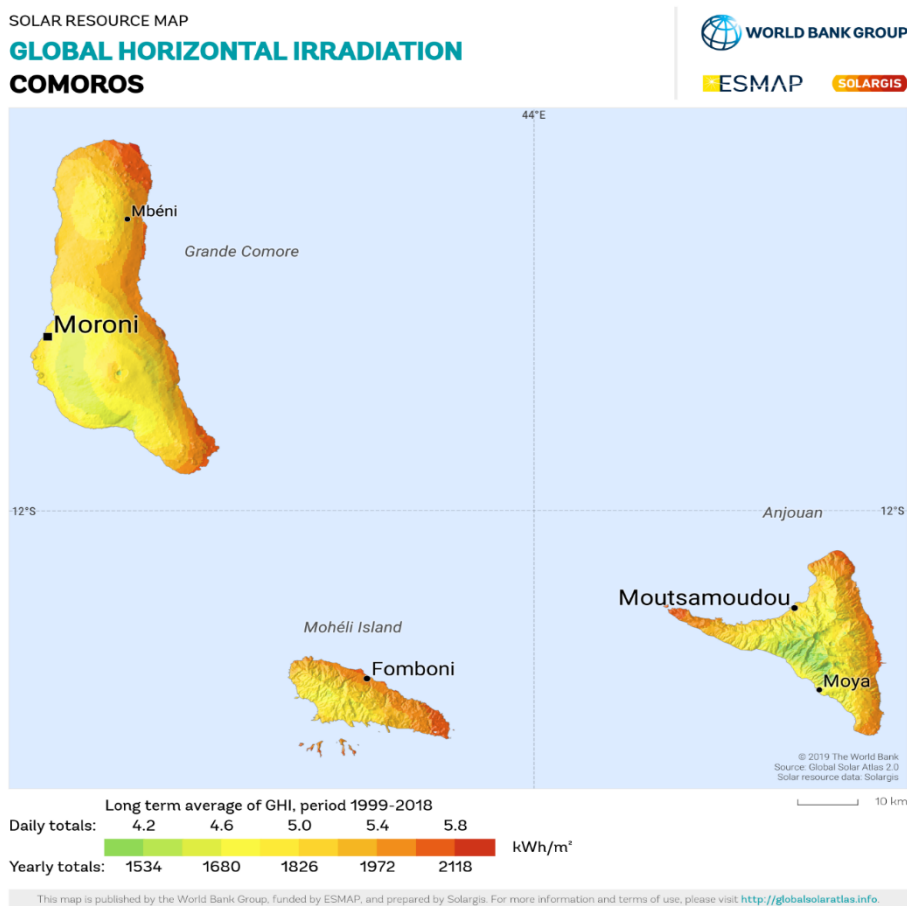 SOLAR RESOURCE MAP
GLOBAL HORIZONTAL IRRADIATION
COMOROS
WORLD BANK GROUP
ESMAP
SOLARGIS
44°E
Mbéni
Grande Comore
Moroni
12°S
12°S
Anjouan
Moutsamoudou
Mohéli Island
Fomboni
Moya
© 2019 The World Bank
Source: Global Solar Atlas 2.0
Solar resource data: Solargis
10 km
Long term average of GHI, period 1999-2018
Daily totals: 4.2 4.6 5.0 5.4 5.8
kWh/m²
Yearly totals: 1534 1680 1826 1972 2118
This map is published by the World Bank Group, funded by ESMAP, and prepared by Solargis. For more information and terms of use, please visit http://globalsolaratlas.info.